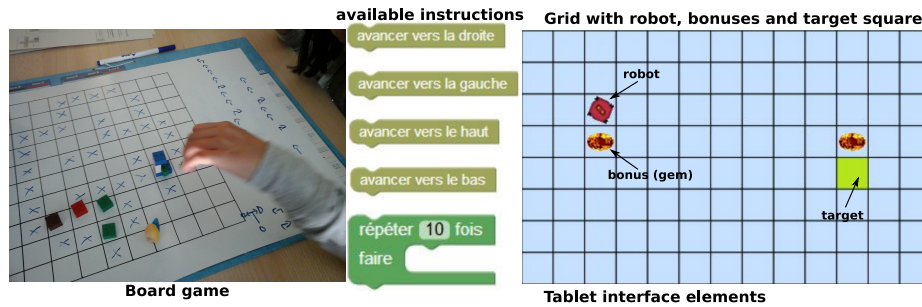 available instructions
Grid with robot, bonuses and target square
avancer vers la droite
avancer vers la gauche
avancer vers le haut
avancer vers le bas
répéter 10 fois
faire
robot
bonus (gem)
target
Board game
Tablet interface elements